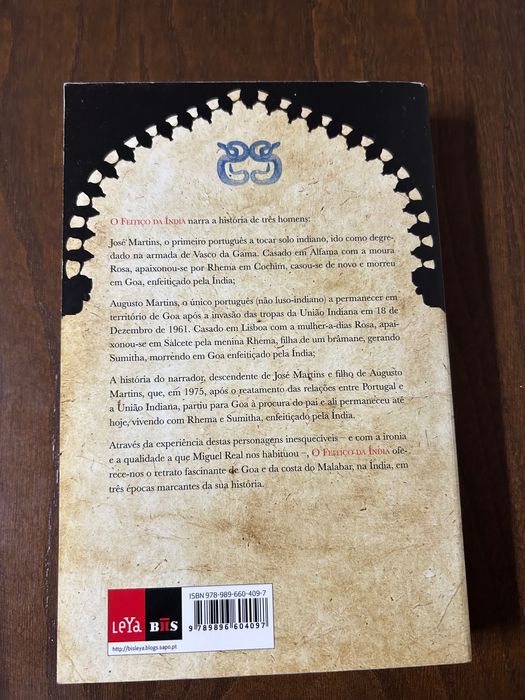 O Feitiço da Índia narra a história de três homens:
José Martins, o primeiro português a tocar solo indiano, ido como degre-
dado na armada de Vasco da Gama. Casado em Alfama com a moura
Rosa, apaixonou-se por Rhema em Cochim, casou-se de novo e morreu
em Goa, enfeitiçado pela Índia;
Augusto Martins, o único português (não luso-indiano) a permanecer em
território de Goa após a invasão das tropas da União Indiana em 18 de
Dezembro de 1961. Casado em Lisboa com a mulher-a-dias Rosa, apai-
xonou-se em Salcete pela menina Rhema, filha de um brâmane, gerando
Sumitha, morrendo em Goa enfeitiçado pela Índia;
A história do narrador, descendente de José Martins e filho de Augusto
Martins, que, em 1975, após o reatamento das relações entre Portugal e
a União Indiana, partiu para Goa à procura do pai e ali permaneceu até
hoje, vivendo com Rhema e Sumitha, enfeitiçado pela Índia.
Através da experiência destas personagens inesquecíveis – e com a ironia
e a qualidade a que Miguel Real nos habituou –, O Feitiço da Índia ofe-
rece-nos o retrato fascinante de Goa e da costa do Malabar, na Índia, em
três épocas marcantes da sua história.
ISBN 978-989-660-409-7
9 789896 604097
LeYa BIIS
http://bisleya.blogs.sapo.pt